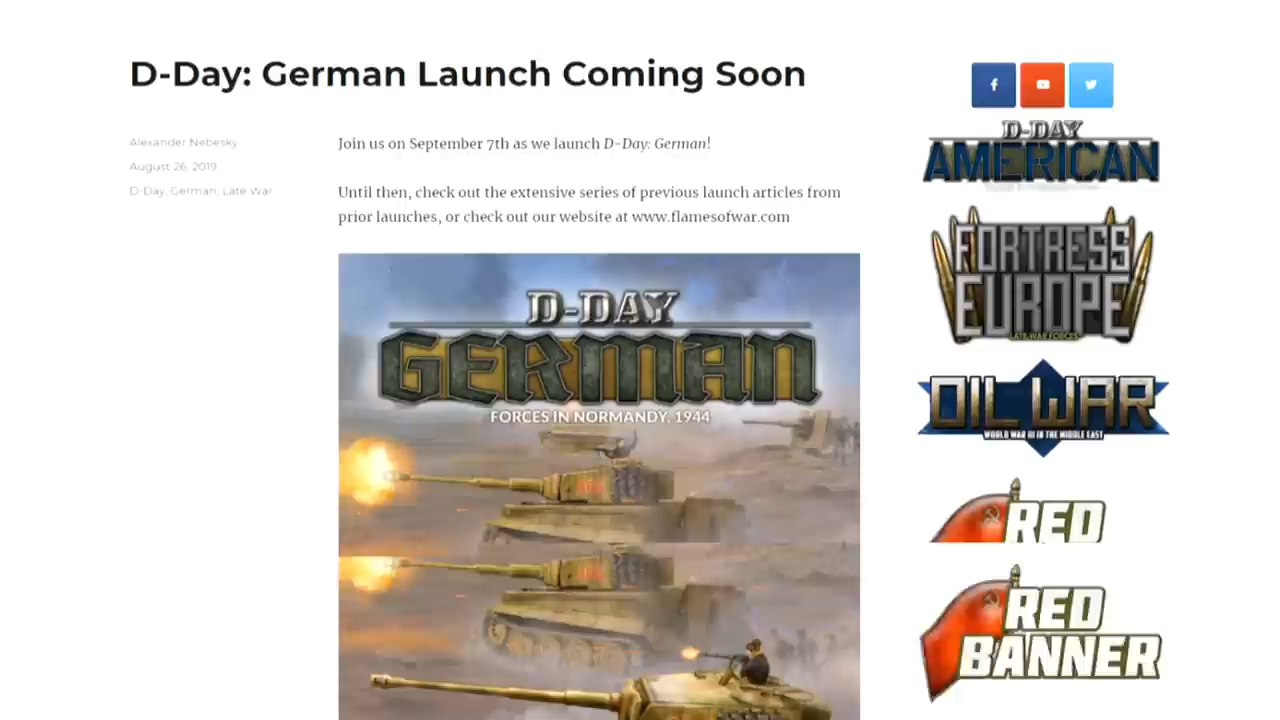 D-Day: German Launch Coming Soon
Alexander Nebesky
August 26, 2019
D-Day, German, Late War
Join us on September 7th as we launch D-Day: German!
Until then, check out the extensive series of previous launch articles from
prior launches, or check out our website at www.flamesofwar.com
D-DAY
GERMAN
FORCES IN NORMANDY, 1944
D-DAY
AMERICAN
FORTRESS
EUROPE
LATE-WAR FORCES
OIL WAR
WORLD WAR III IN THE MIDDLE EAST
RED
RED
BANNER